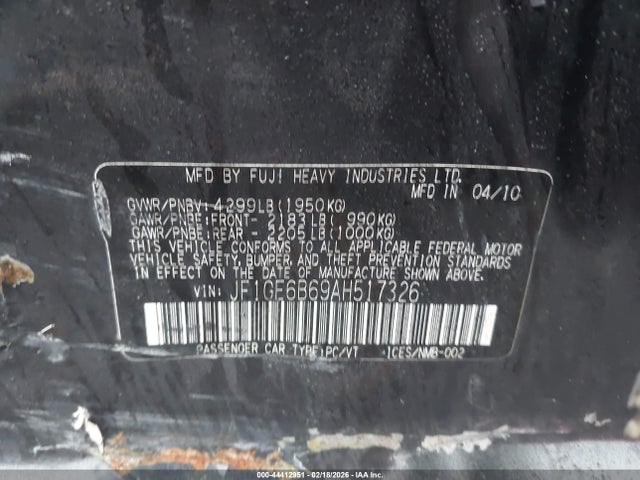 MFD BY FUJI HEAVY INDUSTRIES LTD.
MFD IN 04/10
GVWR/PNBV: 4299LB(1950KG)
GAWR/PNBE: FRONT- 2183LB( 990KG)
GAWR/PNBE: REAR - 2205LB(1000KG)
THIS VEHICLE CONFORMS TO ALL APPLICABLE FEDERAL MOTOR
VEHICLE SAFETY, BUMPER, AND THEFT PREVENTION STANDARDS
IN EFFECT ON THE DATE OF MANUFACTURE SHOWN ABOVE.
VIN: JF1GE6B69AH517326
PASSENGER CAR TYPE:PC/VT ICES/NMB-002
000-44412951 - 02/18/2026 - COPYRIGHT IAA, LLC